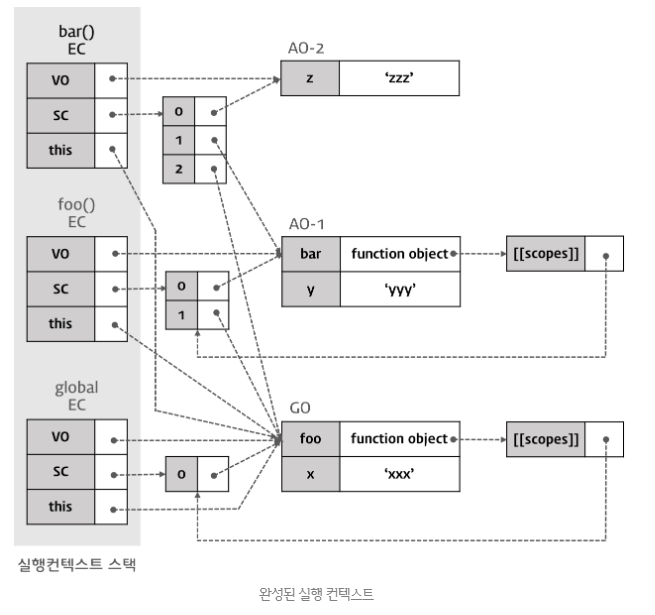 bar()
EC
VO
SC
this
0
1
2
AO-2
z 'zzz'
foo()
EC
VO
SC
this
0
1
AO-1
bar function object
y 'yyy'
[[scopes]]
global
EC
VO
SC
this
0
GO
foo function object
x 'xxx'
[[scopes]]
실행컨텍스트 스택
완성된 실행 컨텍스트